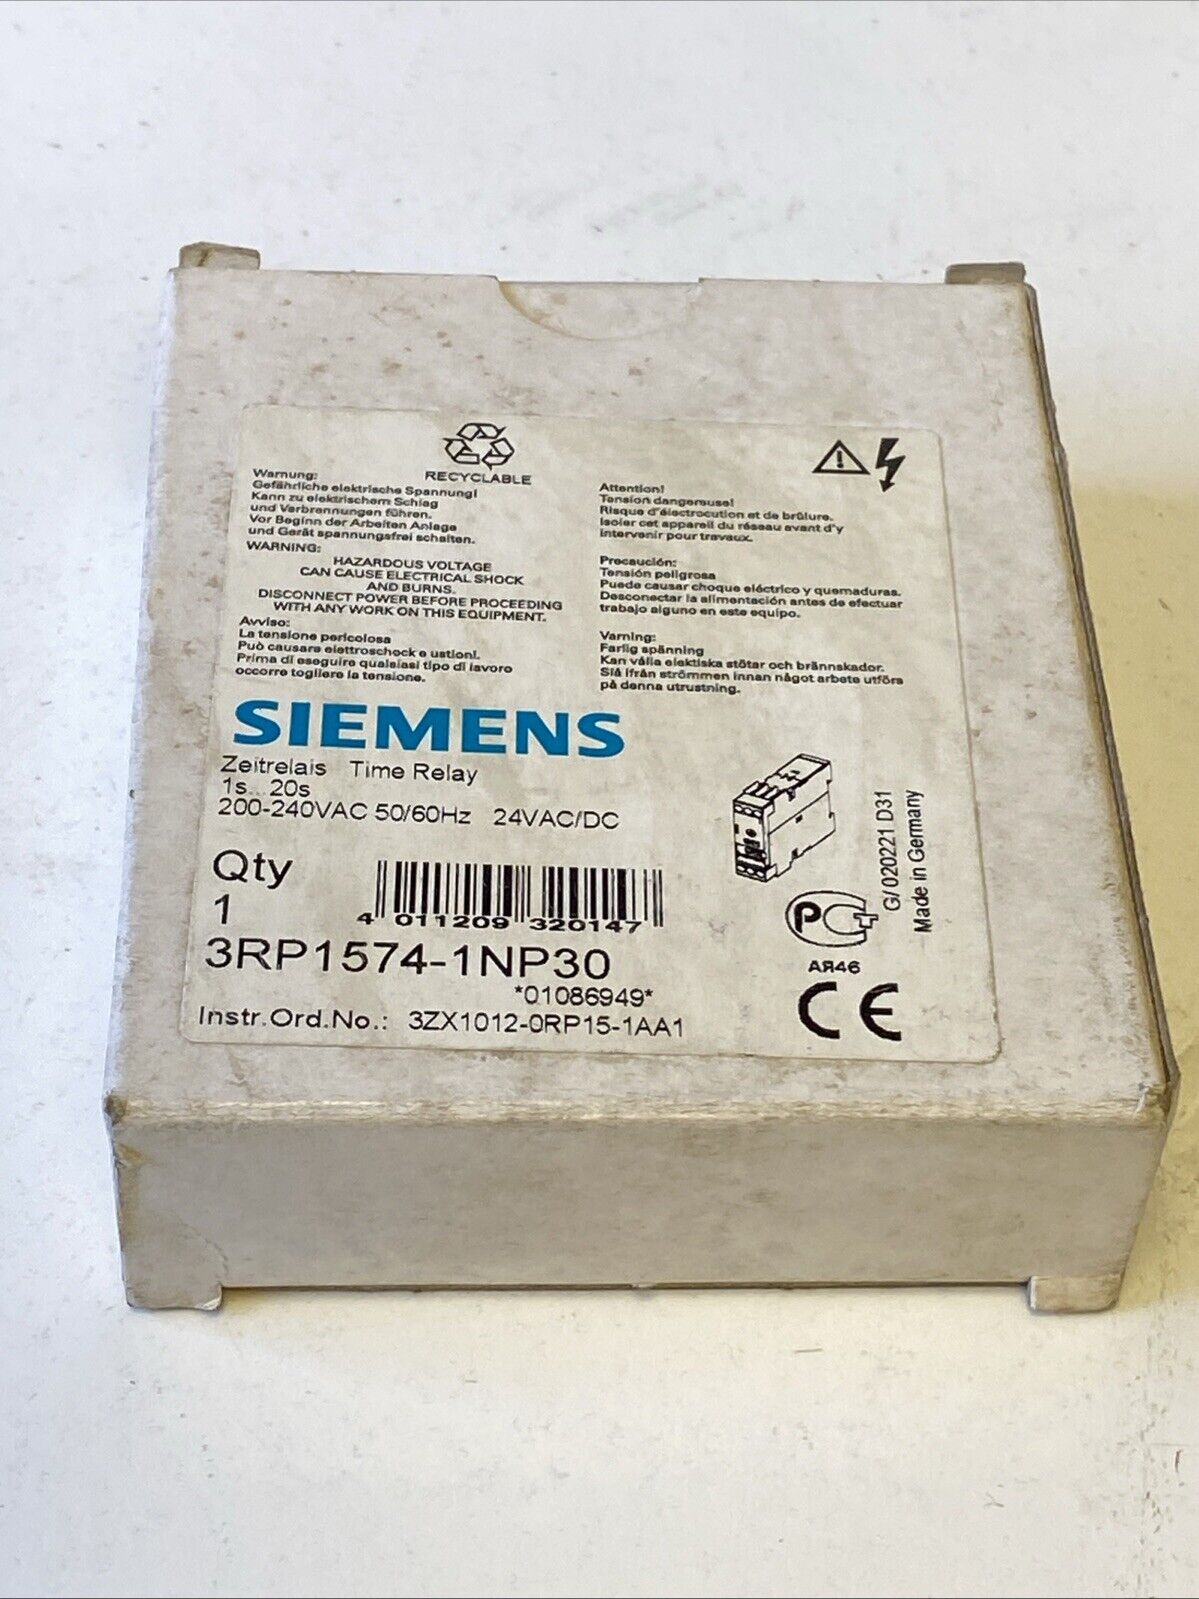 RECYCLABLE
Warnung:
Gefährliche elektrische Spannung!
Kann zu elektrischem Schlag
und Verbrennungen führen.
Vor Beginn der Arbeiten Anlage
und Gerät spannungsfrei schalten.
WARNING:
HAZARDOUS VOLTAGE
CAN CAUSE ELECTRICAL SHOCK
AND BURNS.
DISCONNECT POWER BEFORE PROCEEDING
WITH ANY WORK ON THIS EQUIPMENT.
Avviso:
La tensione pericolosa
Può causare elettroschock e ustioni.
Prima di eseguire qualsiasi tipo di lavoro
occorre togliere la tensione.
Attention!
Tension dangereuse!
Risque d'électrocution et de brûlure.
Isoler cet appareil du réseau avant d'y
intervenir pour travaux.
Precaución:
Tensión peligrosa
Puede causar choque eléctrico y quemaduras.
Desconectar la alimentación antes de efectuar
trabajo alguno en este equipo.
Varning:
Farlig spänning
Kan vålla elektiska stötar och brännskador.
Slå ifrån strömmen innan något arbete utförs
på denna utrustning.
SIEMENS
Zeitrelais Time Relay
1s...20s
200-240VAC 50/60Hz 24VAC/DC
Qty
1
4 011209 320147
3RP1574-1NP30
*01086949*
Instr.Ord.No.: 3ZX1012-0RP15-1AA1
G/020221 D31
Made in Germany
PC
АЯ46
CE